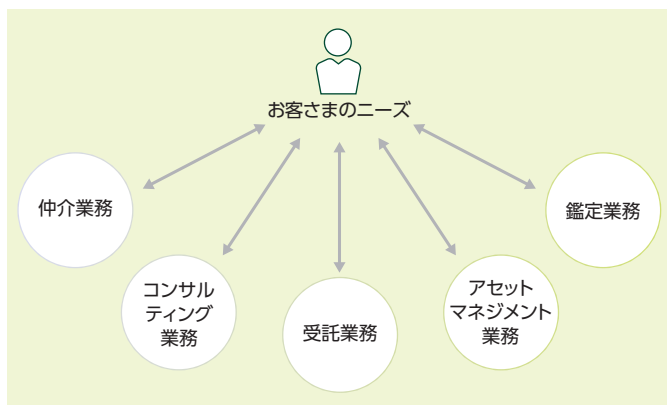 お客さまのニーズ
仲介業務
鑑定業務
コンサル
ティング
業務
受託業務
アセット
マネジメント
業務